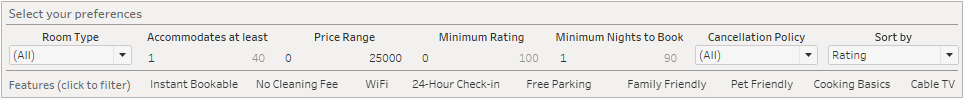 Select your preferences
Room Type Accommodates at least Price Range Minimum Rating Minimum Nights to Book Cancellation Policy Sort by
(All) 1 40 0 25000 0 100 1 90 (All) Rating
Features (click to filter) Instant Bookable No Cleaning Fee WiFi 24-Hour Check-in Free Parking Family Friendly Pet Friendly Cooking Basics Cable TV